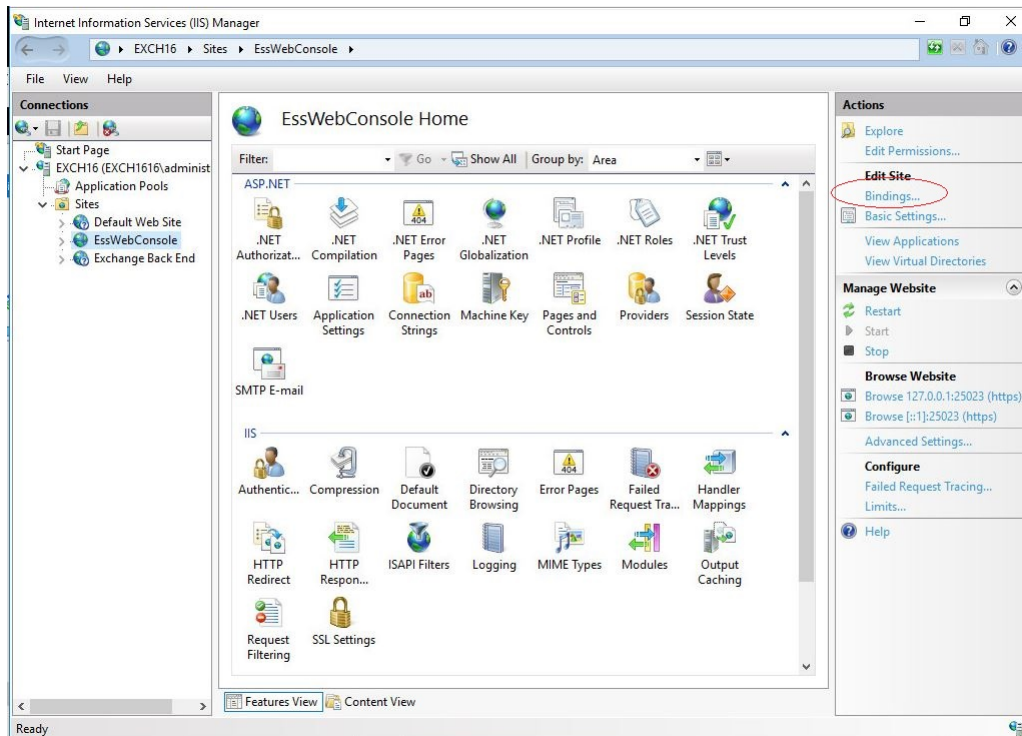 Internet Information Services (IIS) Manager
EXCH16 Sites EssWebConsole
File View Help
Connections
Start Page
EXCH16 (EXCH1616\administ
Application Pools
Sites
Default Web Site
EssWebConsole
Exchange Back End
EssWebConsole Home
Filter: Go Show All Group by: Area
ASP.NET
.NET Authorizat...
.NET Compilation
.NET Error Pages
.NET Globalization
.NET Profile
.NET Roles
.NET Trust Levels
.NET Users
Application Settings
Connection Strings
Machine Key
Pages and Controls
Providers
Session State
SMTP E-mail
IIS
Authentic...
Compression
Default Document
Directory Browsing
Error Pages
Failed Request Tra...
Handler Mappings
HTTP Redirect
HTTP Respon...
ISAPI Filters
Logging
MIME Types
Modules
Output Caching
Request Filtering
SSL Settings
Features View Content View
Actions
Explore
Edit Permissions...
Edit Site
Bindings...
Basic Settings...
View Applications
View Virtual Directories
Manage Website
Restart
Start
Stop
Browse Website
Browse 127.0.0.1:25023 (https)
Browse [::1]:25023 (https)
Advanced Settings...
Configure
Failed Request Tracing...
Limits...
Help
Ready